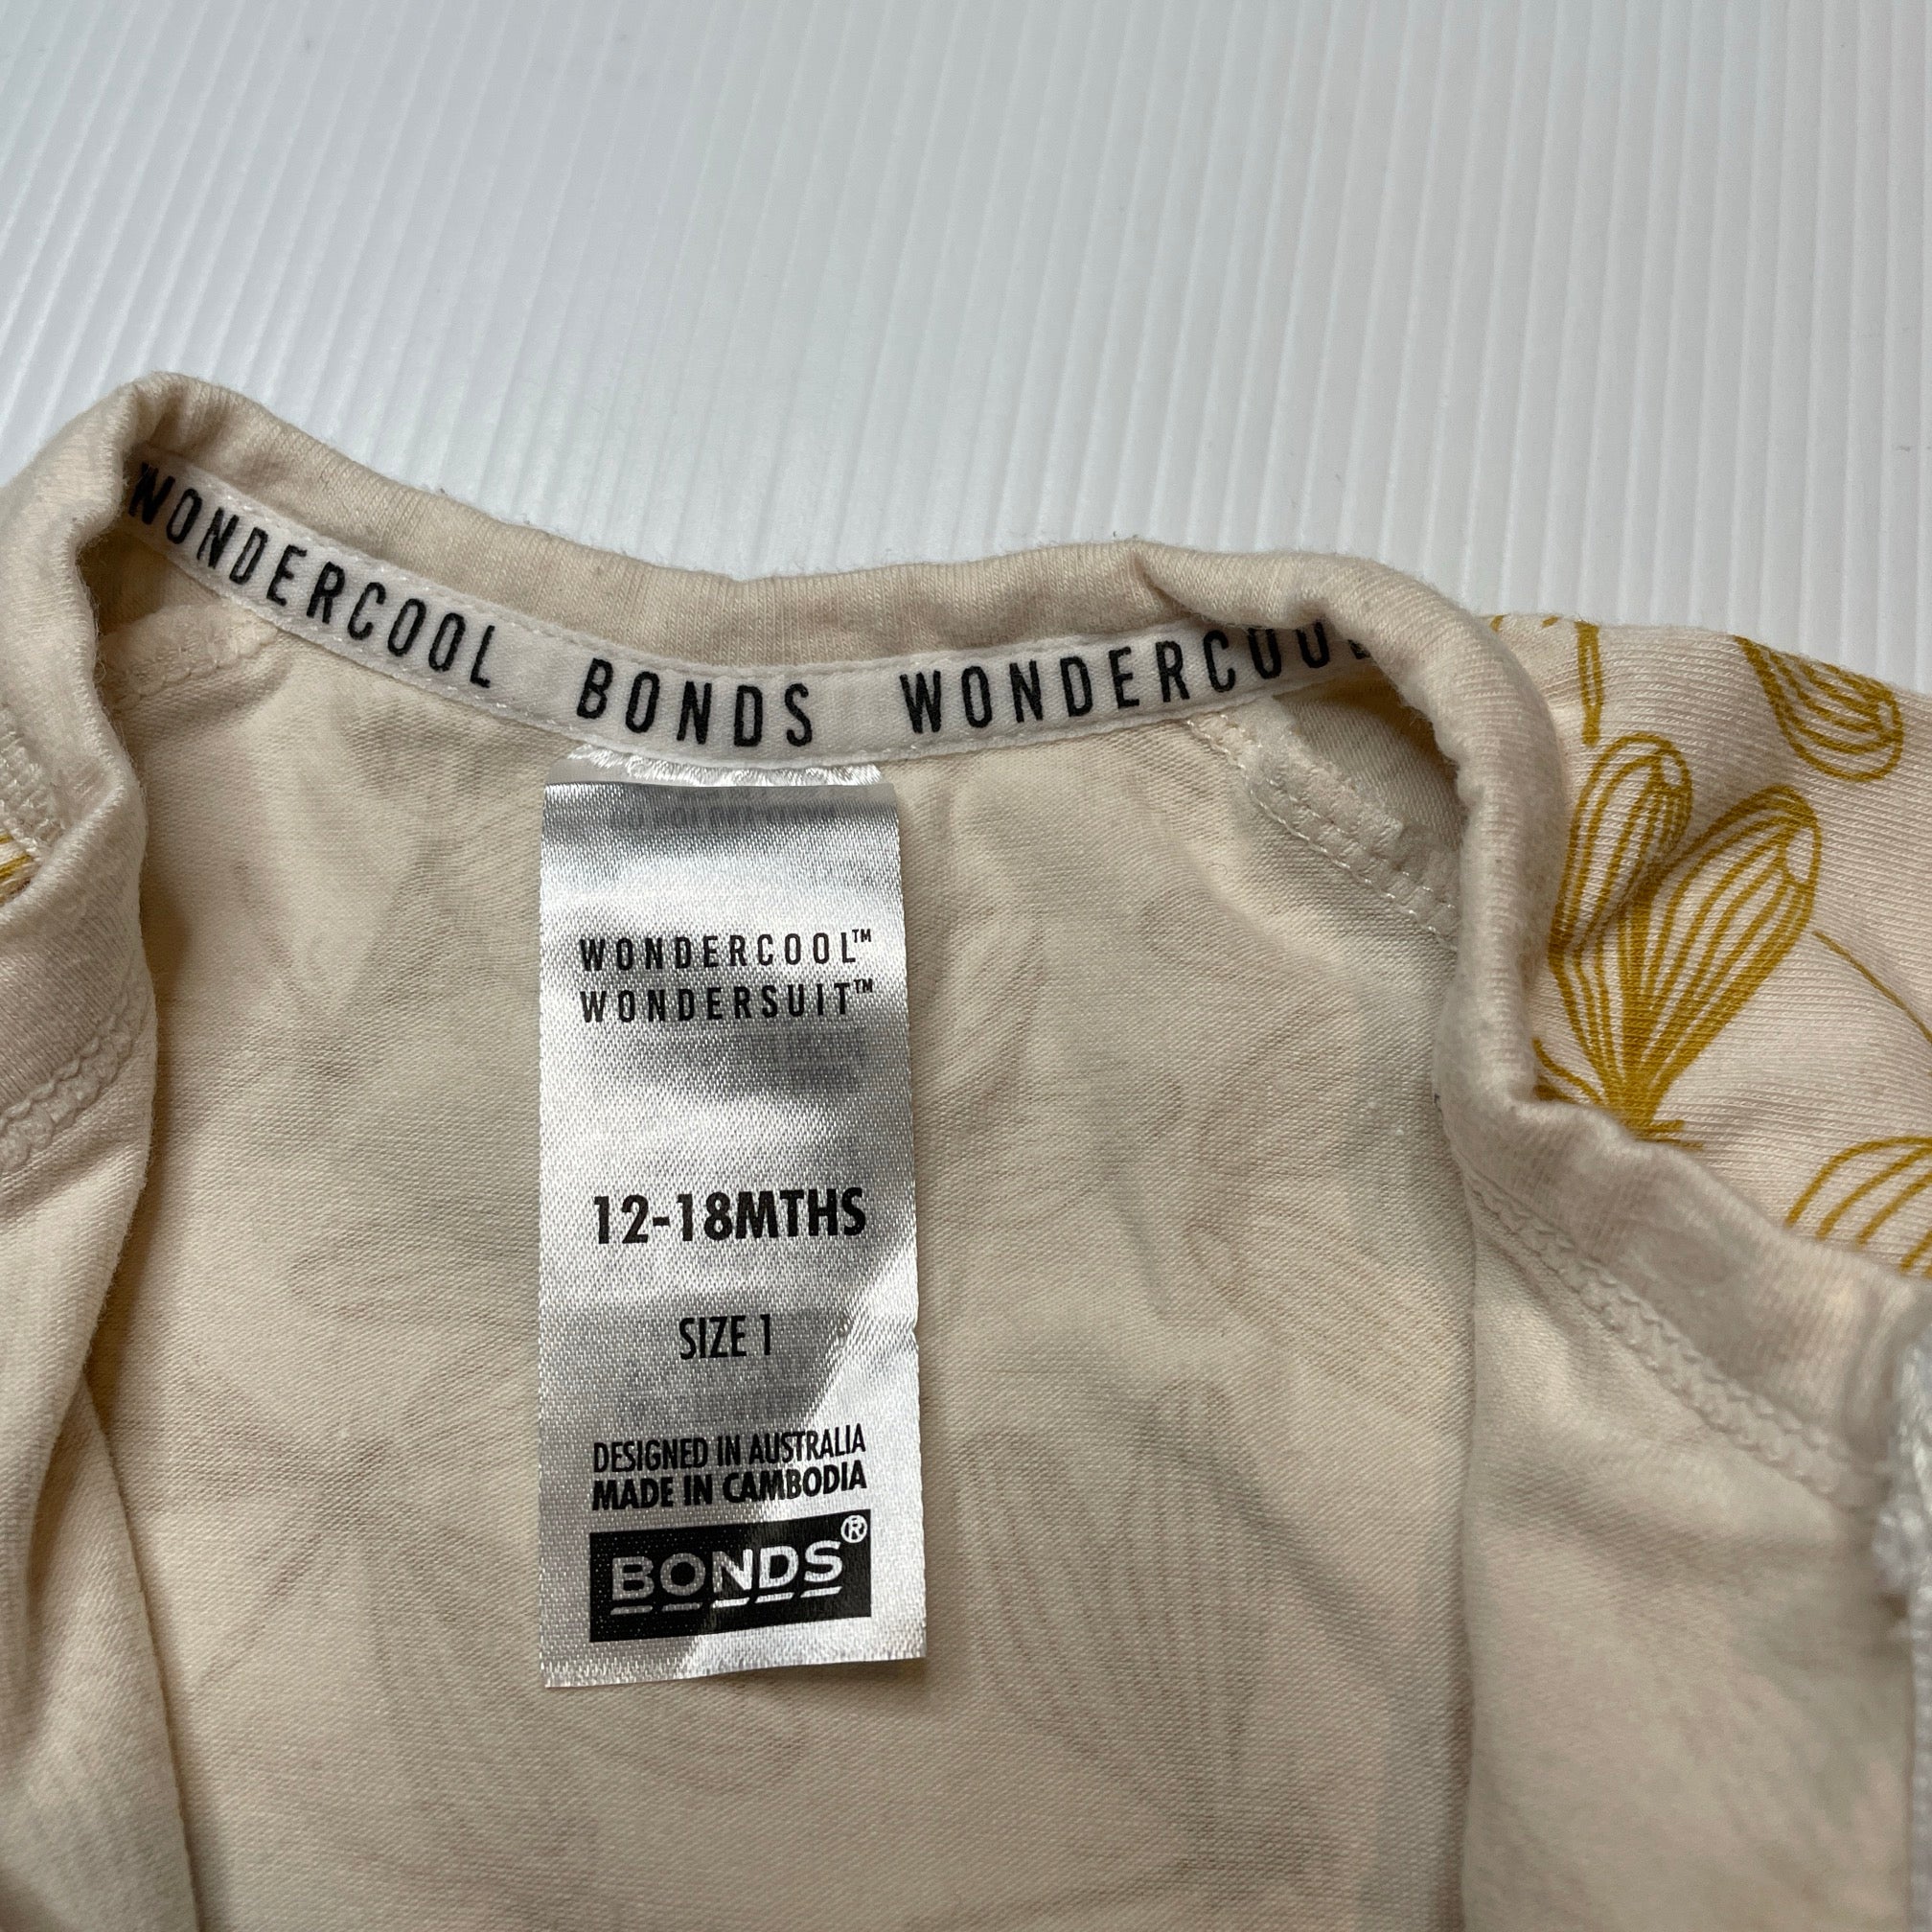 WONDERCOOL BONDS WONDERCOOL
WONDERCOOL™
WONDERSUIT™
12-18MTHS
SIZE 1
DESIGNED IN AUSTRALIA
MADE IN CAMBODIA
BONDS®